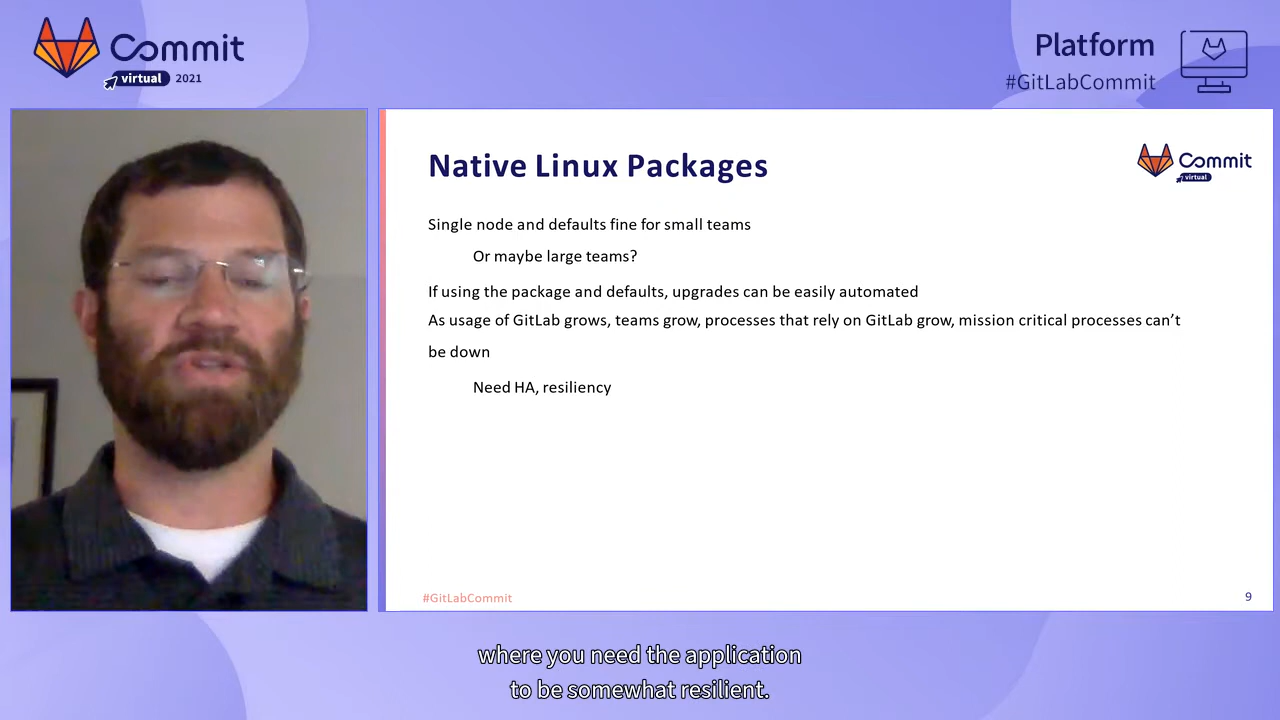 Commit
virtual 2021
Platform
#GitLabCommit
Native Linux Packages
Commit
virtual
Single node and defaults fine for small teams
Or maybe large teams?
If using the package and defaults, upgrades can be easily automated
As usage of GitLab grows, teams grow, processes that rely on GitLab grow, mission critical processes can’t
be down
Need HA, resiliency
#GitLabCommit
9
where you need the application
to be somewhat resilient.